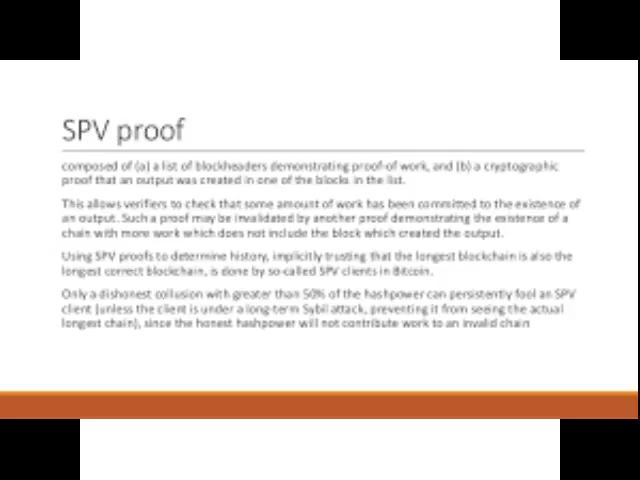 SPV proof
composed of (a) a list of blockheaders demonstrating proof-of work, and (b) a cryptographic
proof that an output was created in one of the blocks in the list.
This allows verifiers to check that some amount of work has been committed to the existence of
an output. Such a proof may be invalidated by another proof demonstrating the existence of a
chain with more work which does not include the block which created the output.
Using SPV proofs to determine history, implicitly trusting that the longest blockchain is also the
longest correct blockchain, is done by so-called SPV clients in Bitcoin.
Only a dishonest collusion with greater than 50% of the hashpower can persistently fool an SPV
client (unless the client is under a long-term Sybil attack, preventing it from seeing the actual
longest chain), since the honest hashpower will not contribute work to an invalid chain